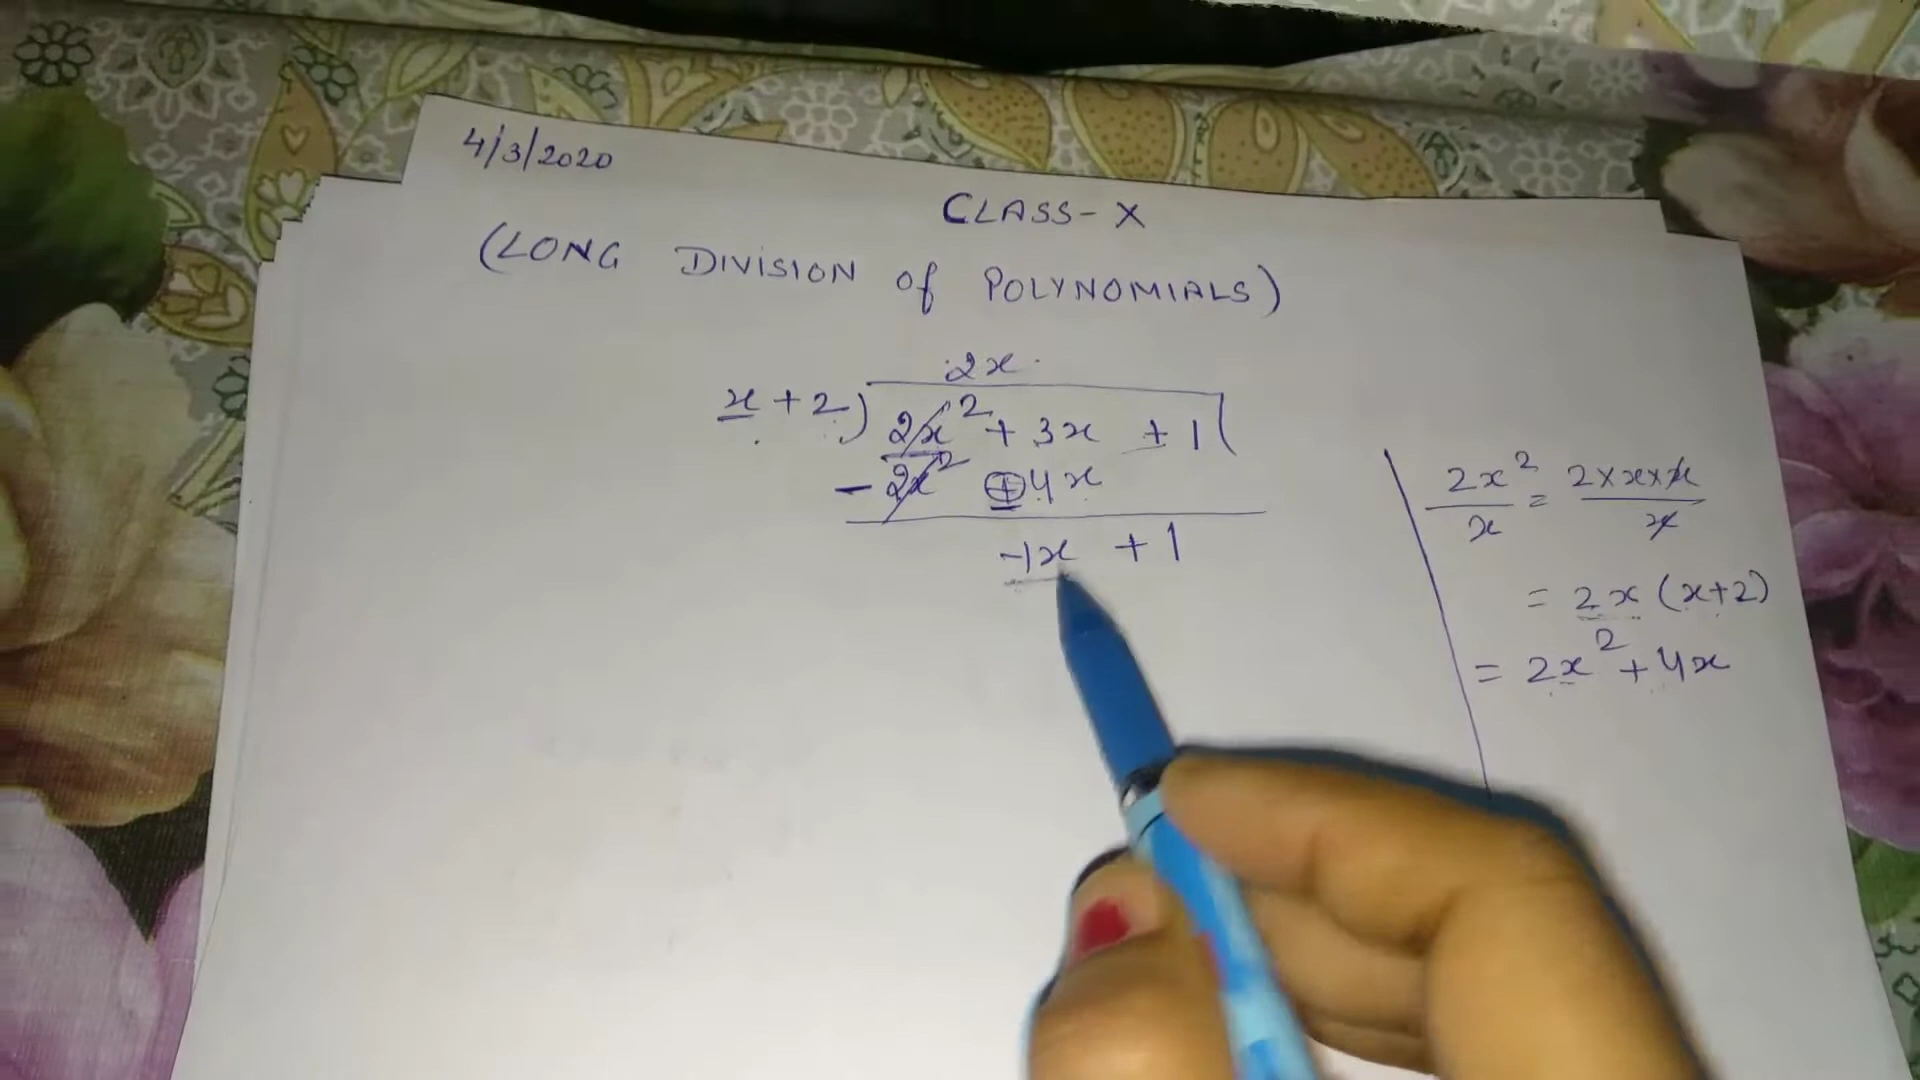 4/3/2020
CLASS-X
(LONG DIVISION of POLYNOMIALS)
2x
x+2) 2x² + 3x + 1(
-2x² + 4x
-1x + 1
2x²/x = 2×x×x/x
= 2x (x+2)
= 2x² + 4x